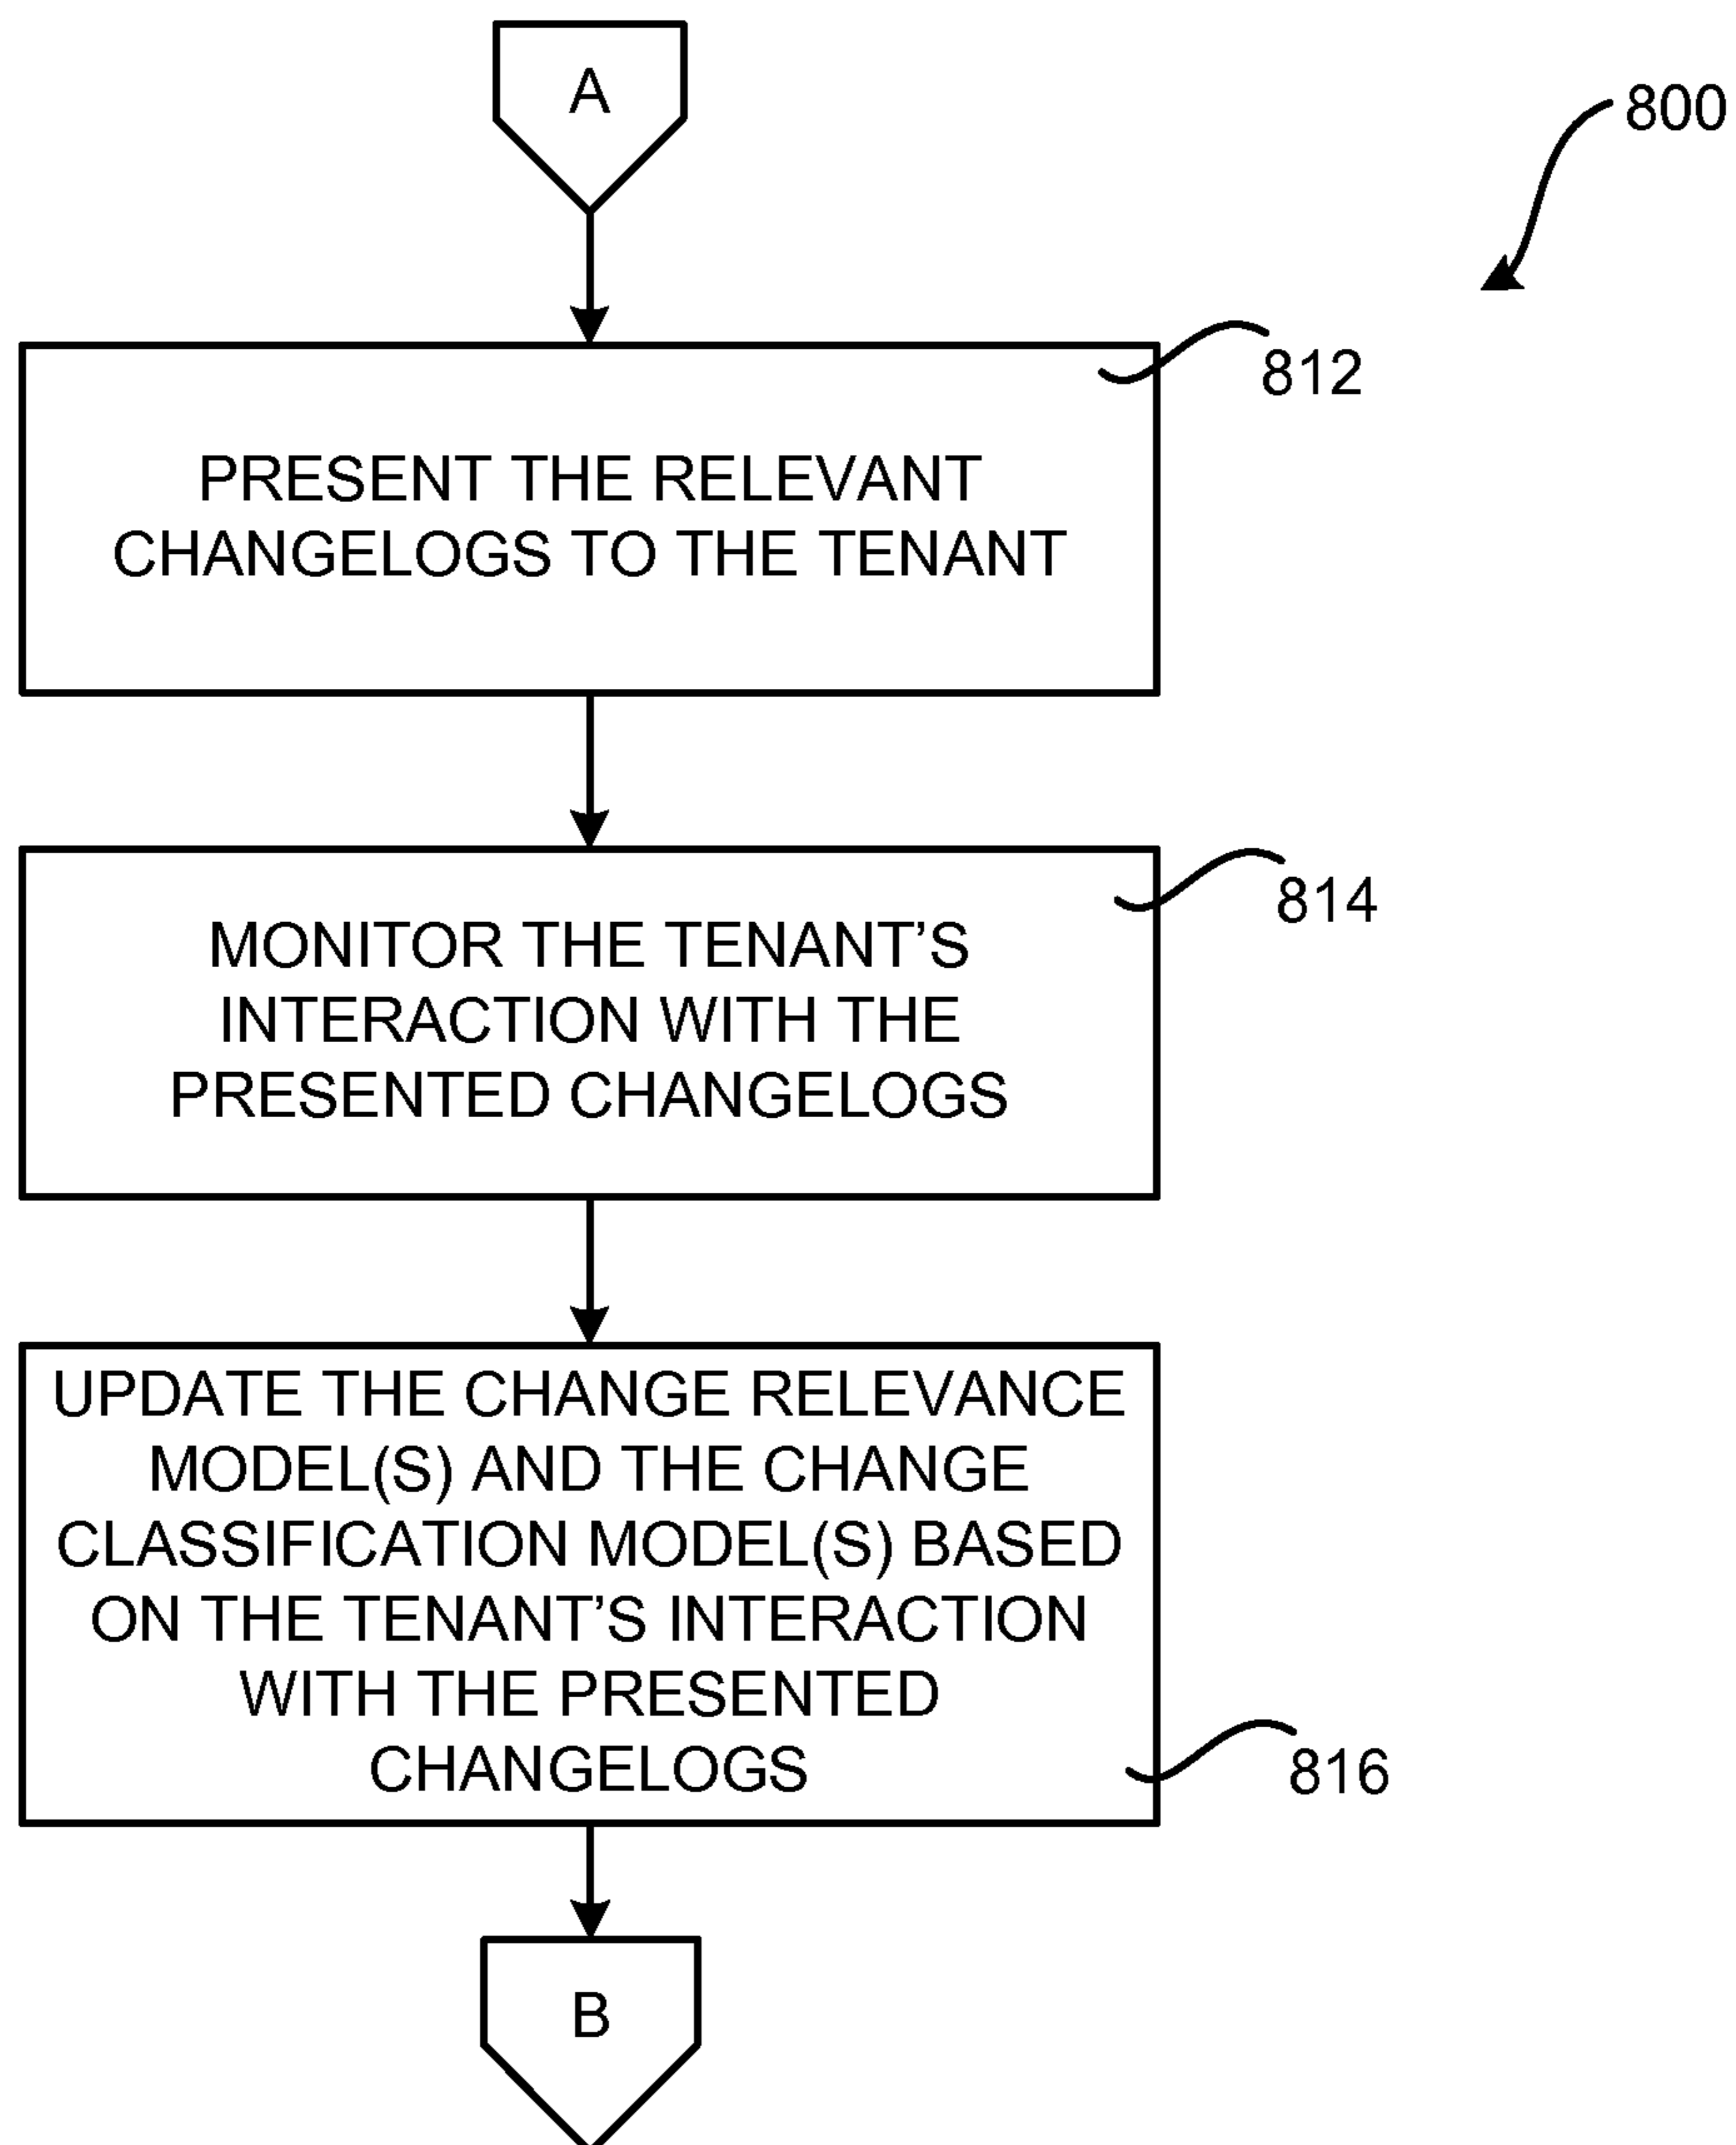 A
800
812
PRESENT THE RELEVANT
CHANGELOGS TO THE TENANT
814
MONITOR THE TENANT’S
INTERACTION WITH THE
PRESENTED CHANGELOGS
UPDATE THE CHANGE RELEVANCE
MODEL(S) AND THE CHANGE
CLASSIFICATION MODEL(S) BASED
ON THE TENANT’S INTERACTION
WITH THE PRESENTED
CHANGELOGS
816
B